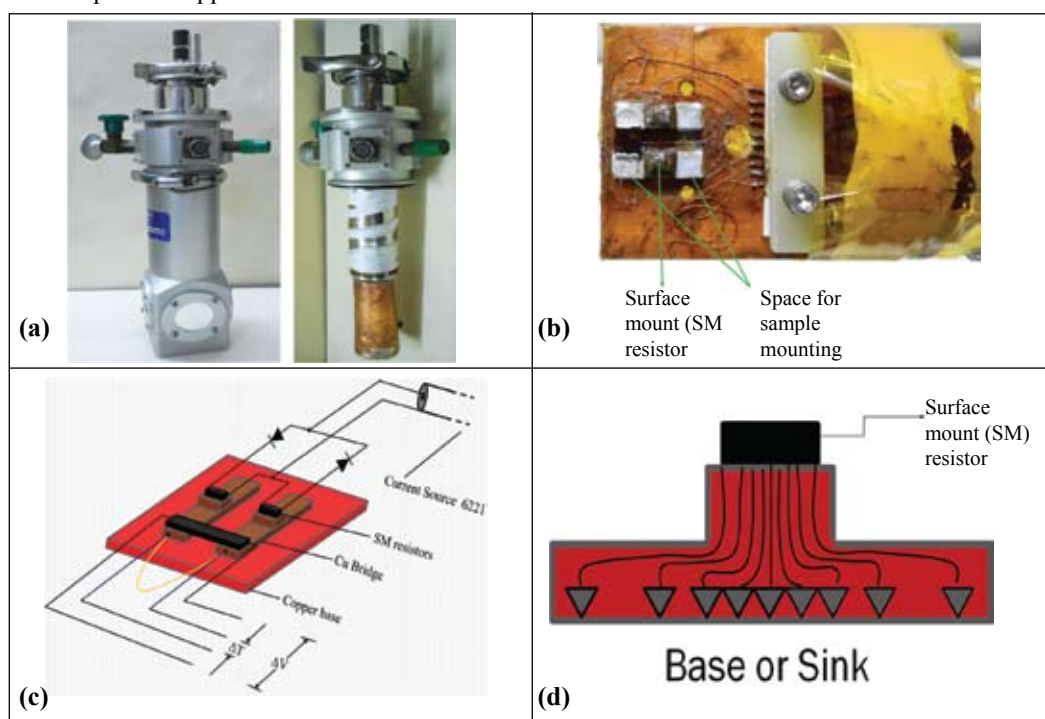 (a)
Surface
mount (SM
resistor
Space for
sample
mounting
(b)
Current Source 6221
SM resistors
Cu Bridge
Copper base
ΔT
ΔV
(c)
Surface
mount (SM)
resistor
Base or Sink
(d)